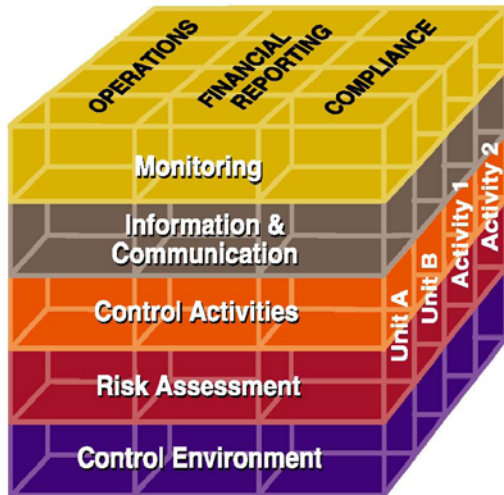 OPERATIONS
FINANCIAL
REPORTING
COMPLIANCE
Monitoring
Information &
Communication
Control Activities
Risk Assessment
Control Environment
Unit A
Unit B
Activity 1
Activity 2